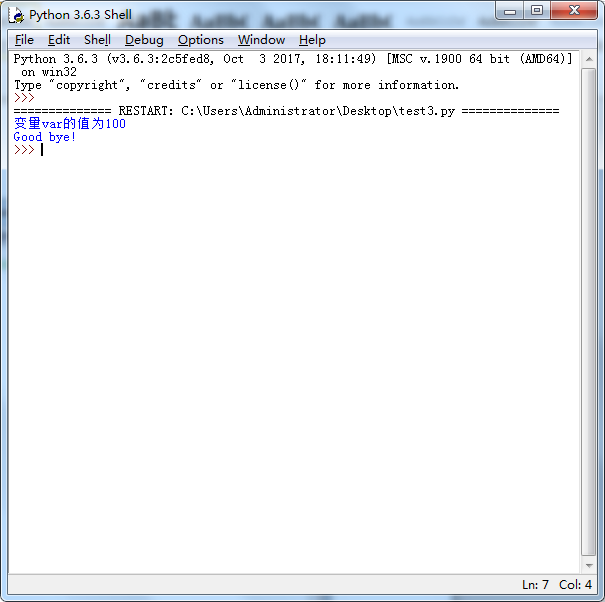 Python 3.6.3 Shell
File Edit Shell Debug Options Window Help
Python 3.6.3 (v3.6.3:2c5fed8, Oct  3 2017, 18:11:49) [MSC v.1900 64 bit (AMD64)]
 on win32
Type "copyright", "credits" or "license()" for more information.
>>>
============== RESTART: C:\Users\Administrator\Desktop\test3.py ==============
变量var的值为100
Good bye!
>>>
Ln: 7 Col: 4